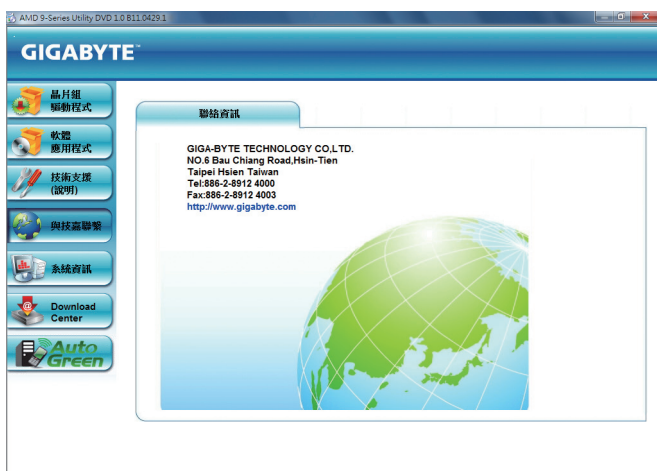 AMD 9-Series Utility DVD 1.0 B11.0429.1
GIGABYTE™
晶片組
驅動程式
軟體
應用程式
技術支援
(說明)
與技嘉聯繫
系統資訊
Download
Center
Auto
Green
聯絡資訊
GIGA-BYTE TECHNOLOGY CO,LTD.
NO.6 Bau Chiang Road,Hsin-Tien
Taipei Hsien Taiwan
Tel:886-2-8912 4000
Fax:886-2-8912 4003
http://www.gigabyte.com